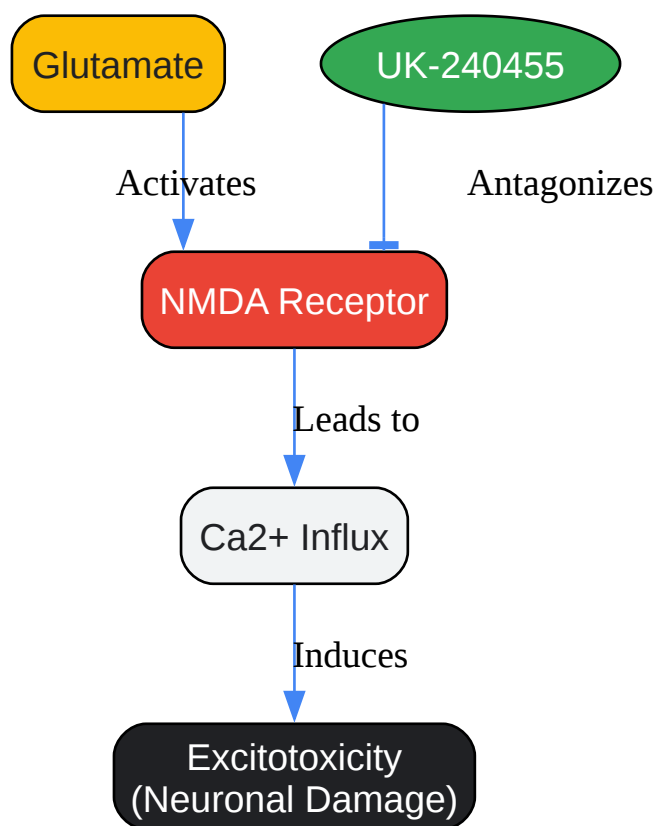 Glutamate
UK-240455
Activates
Antagonizes
NMDA Receptor
Leads to
Ca2+ Influx
Induces
Excitotoxicity
(Neuronal Damage)